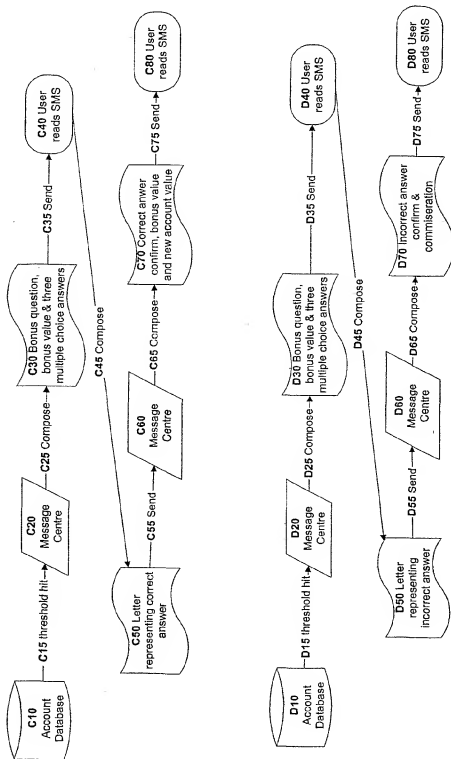 C10
Account
Database
C15 threshold hit
C20
Message
Centre
C25 Compose
C30 Bonus question,
bonus value & three
multiple choice answers
C35 Send
C40 User
reads SMS
C45 Compose
C50 Letter
representing correct
answer
C55 Send
C60
Message
Centre
C65 Compose
C70 Correct anwer
confirm, bonus value
and new account value
C75 Send
C80 User
reads SMS
D10
Account
Database
D15 threshold hit
D20
Message
Centre
D25 Compose
D30 Bonus question,
bonus value & three
multiple choice answers
D35 Send
D40 User
reads SMS
D45 Compose
D50 Letter
representing
incorrect answer
D55 Send
D60
Message
Centre
D65 Compose
D70 Incorrect answer
confirm &
commiseration
D75 Send
D80 User
reads SMS